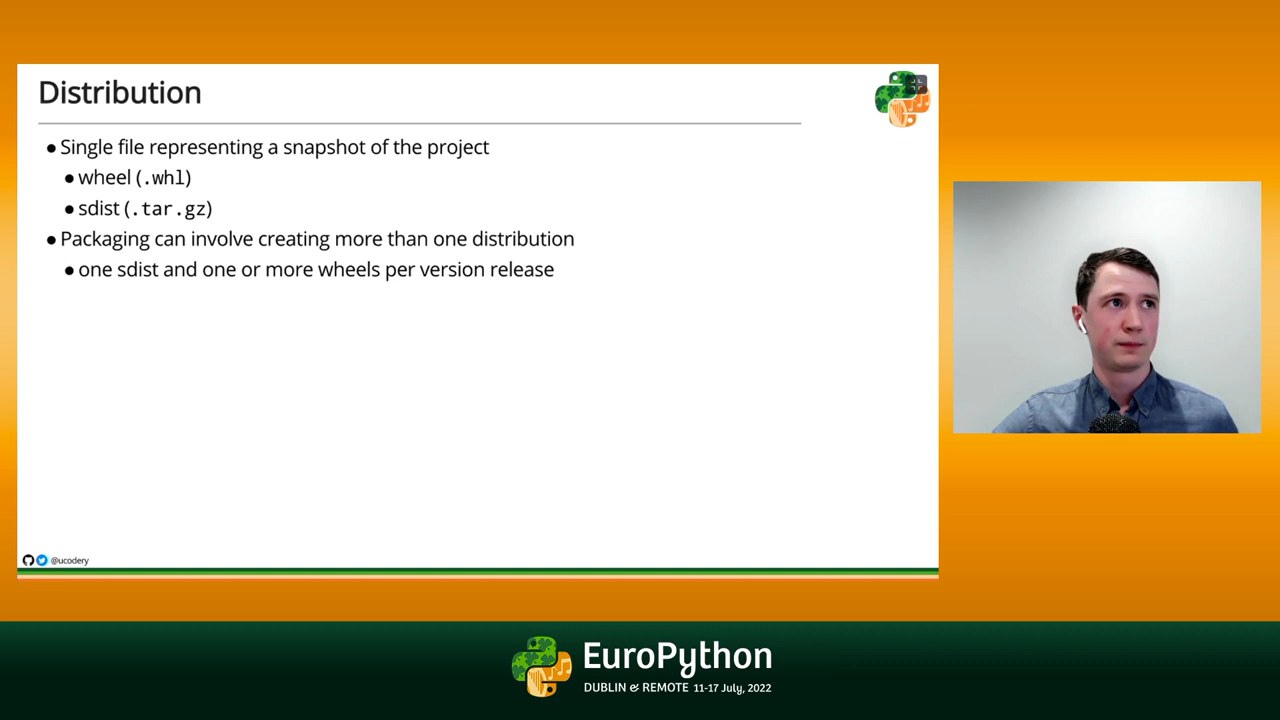 Distribution
● Single file representing a snapshot of the project
● wheel (.whl)
● sdist (.tar.gz)
● Packaging can involve creating more than one distribution
● one sdist and one or more wheels per version release
@ucodery
EuroPython
DUBLIN & REMOTE 11-17 July, 2022